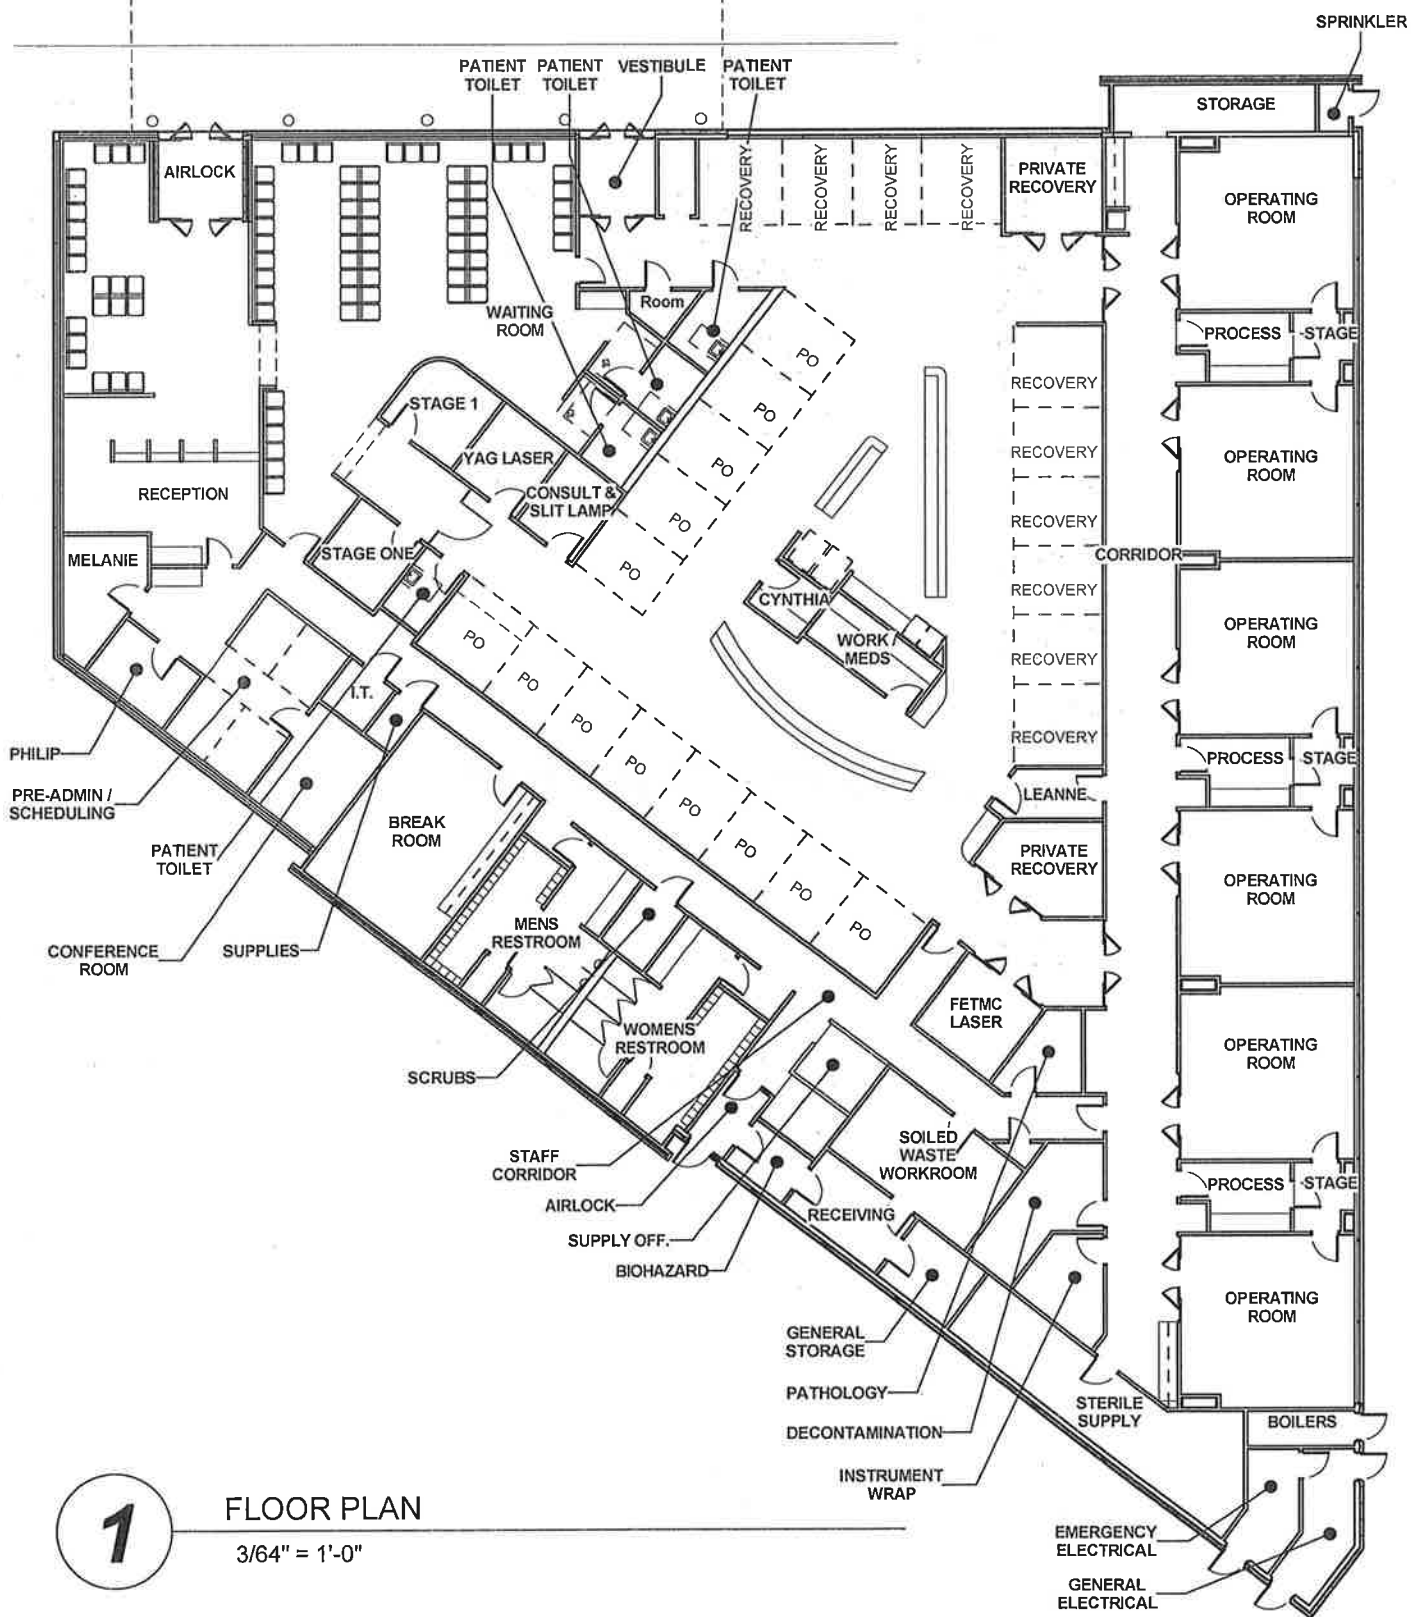 SPRINKLER
PATIENT
TOILET
PATIENT
TOILET
VESTIBULE
PATIENT
TOILET
STORAGE
AIRLOCK
RECOVERY
RECOVERY
RECOVERY
RECOVERY
PRIVATE
RECOVERY
OPERATING
ROOM
Room
WAITING
ROOM
PROCESS
STAGE
PO
PO
PO
PO
PO
RECOVERY
RECOVERY
RECOVERY
RECOVERY
RECOVERY
RECOVERY
STAGE 1
YAG LASER
CONSULT &
SLIT LAMP
OPERATING
ROOM
RECEPTION
STAGE ONE
CORRIDOR
MELANIE
CYNTHIA
WORK /
MEDS
OPERATING
ROOM
PO
PO
PO
PO
PO
PO
PO
PO
I.T.
PHILIP
PRE-ADMIN /
SCHEDULING
PROCESS
STAGE
LEANNE
BREAK
ROOM
PATIENT
TOILET
PRIVATE
RECOVERY
OPERATING
ROOM
CONFERENCE
ROOM
SUPPLIES
MENS
RESTROOM
FETMC
LASER
WOMENS
RESTROOM
OPERATING
ROOM
SCRUBS
STAFF
CORRIDOR
SOILED
WASTE
WORKROOM
PROCESS
STAGE
AIRLOCK
RECEIVING
SUPPLY OFF.
BIOHAZARD
OPERATING
ROOM
GENERAL
STORAGE
PATHOLOGY
DECONTAMINATION
STERILE
SUPPLY
BOILERS
INSTRUMENT
WRAP
EMERGENCY
ELECTRICAL
GENERAL
ELECTRICAL
1
FLOOR PLAN
3/64" = 1'-0"